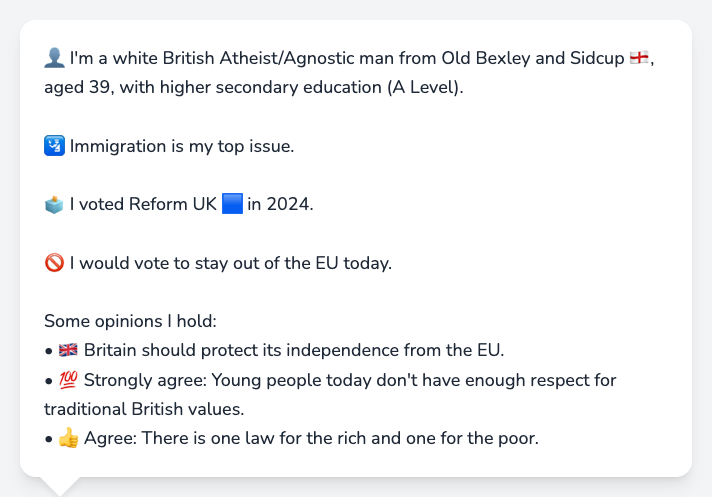 👤 I'm a white British Atheist/Agnostic man from Old Bexley and Sidcup 🏴󠁧󠁢󠁥󠁮󠁧󠁿,
aged 39, with higher secondary education (A Level).
🛂 Immigration is my top issue.
🗳️ I voted Reform UK 🟦 in 2024.
🚫 I would vote to stay out of the EU today.
Some opinions I hold:
• 🇬🇧 Britain should protect its independence from the EU.
• 💯 Strongly agree: Young people today don't have enough respect for
traditional British values.
• 👍 Agree: There is one law for the rich and one for the poor.